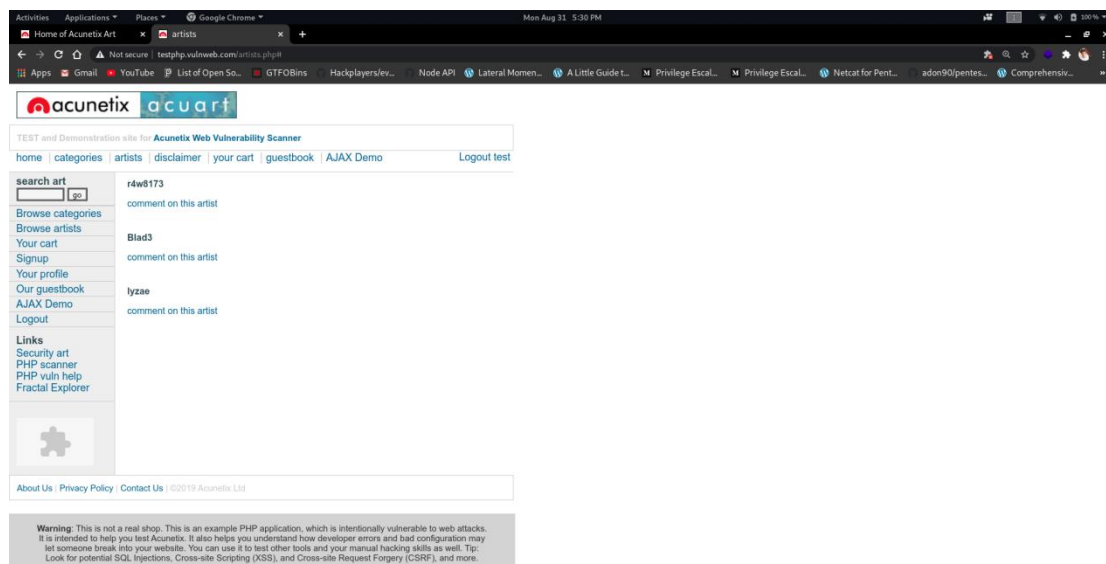 Activities Applications Places Google Chrome Mon Aug 31 5:30 PM 100 %
Home of Acunetix Art artists
Not secure | testphp.vulnweb.com/artists.php#
Apps Gmail YouTube List of Open So... GTFOBins Hackplayers/ev... Node API Lateral Momen... A Little Guide t... Privilege Escal... Privilege Escal... Netcat for Pent... adon90/pentes... Comprehensiv... »
acunetix acuart
TEST and Demonstration site for Acunetix Web Vulnerability Scanner
home | categories | artists | disclaimer | your cart | guestbook | AJAX Demo Logout test
search art
go
Browse categories
Browse artists
Your cart
Signup
Your profile
Our guestbook
AJAX Demo
Logout
Links
Security art
PHP scanner
PHP vuln help
Fractal Explorer
r4w8173
comment on this artist
Blad3
comment on this artist
lyzae
comment on this artist
About Us | Privacy Policy | Contact Us | ©2019 Acunetix Ltd
Warning: This is not a real shop. This is an example PHP application, which is intentionally vulnerable to web attacks.
It is intended to help you test Acunetix. It also helps you understand how developer errors and bad configuration may
let someone break into your website. You can use it to test other tools and your manual hacking skills as well. Tip:
Look for potential SQL Injections, Cross-site Scripting (XSS), and Cross-site Request Forgery (CSRF), and more.